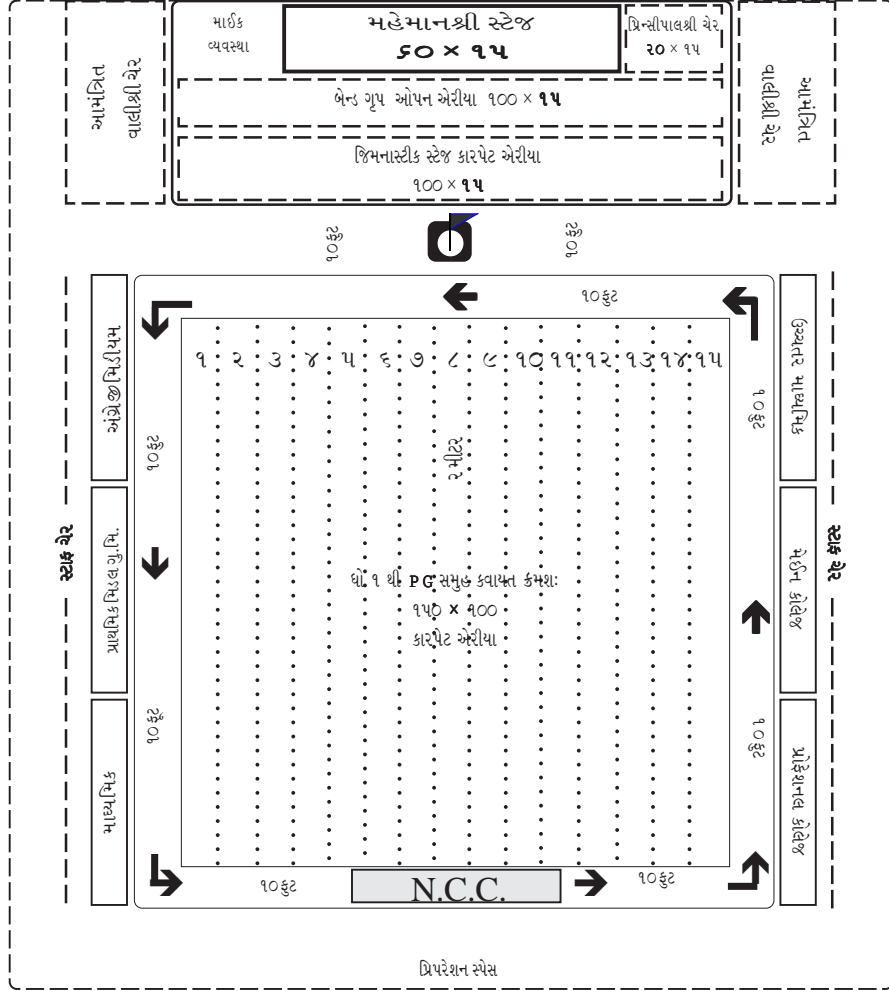 માઈક
વ્યવસ્થા
મહેમાનશ્રી સ્ટેજ
૬૦ × ૧૫
પ્રિન્સીપાલશ્રી ચેર
૨૦ × ૧૫
આમંત્રિત
વાલીશ્રી ચેર
આમંત્રિત
વાલીશ્રી ચેર
બેન્ડ ગૃપ ઓપન એરીયા ૧૦૦ × ૧૫
જિમનાસ્ટીક સ્ટેજ કારપેટ એરીયા
૧૦૦ × ૧૫
૧૦ફુટ
૧૦ફુટ
૧૦ફુટ
૧ ૨ ૩ ૪ ૫ ૬ ૭ ૮ ૯ ૧૦ ૧૧ ૧૨ ૧૩ ૧૪ ૧૫
અંગ્રેજી મિડીયમ
ઉચ્ચતર માધ્યમિક
૧૦ફુટ
૧૦ફુટ
૨ મીટર
સ્ટાફ ચેર
પ્રાથમિક મિડલ ગુ.મિ.
ધો. ૧ થી PG સમુહ કવાયત ક્રમશઃ
૧૫૦ × ૧૦૦
કારપેટ એરીયા
મેઈન કોલેજ
સ્ટાફ ચેર
૧૦ફુટ
૧૦ફુટ
માધ્યમિક
પ્રોફેશનલ કોલેજ
૧૦ફુટ
N.C.C.
૧૦ફુટ
પ્રિપરેશન સ્પેસ